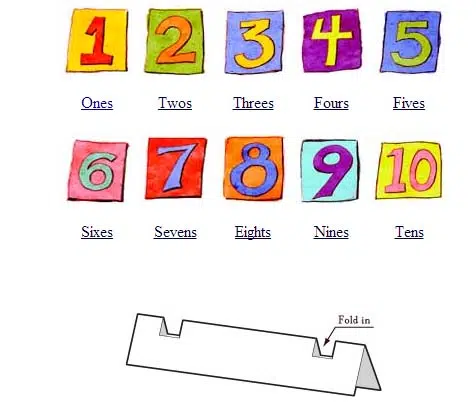 1 2 3 4 5
Ones Twos Threes Fours Fives
6 7 8 9 10
Sixes Sevens Eights Nines Tens
Fold in